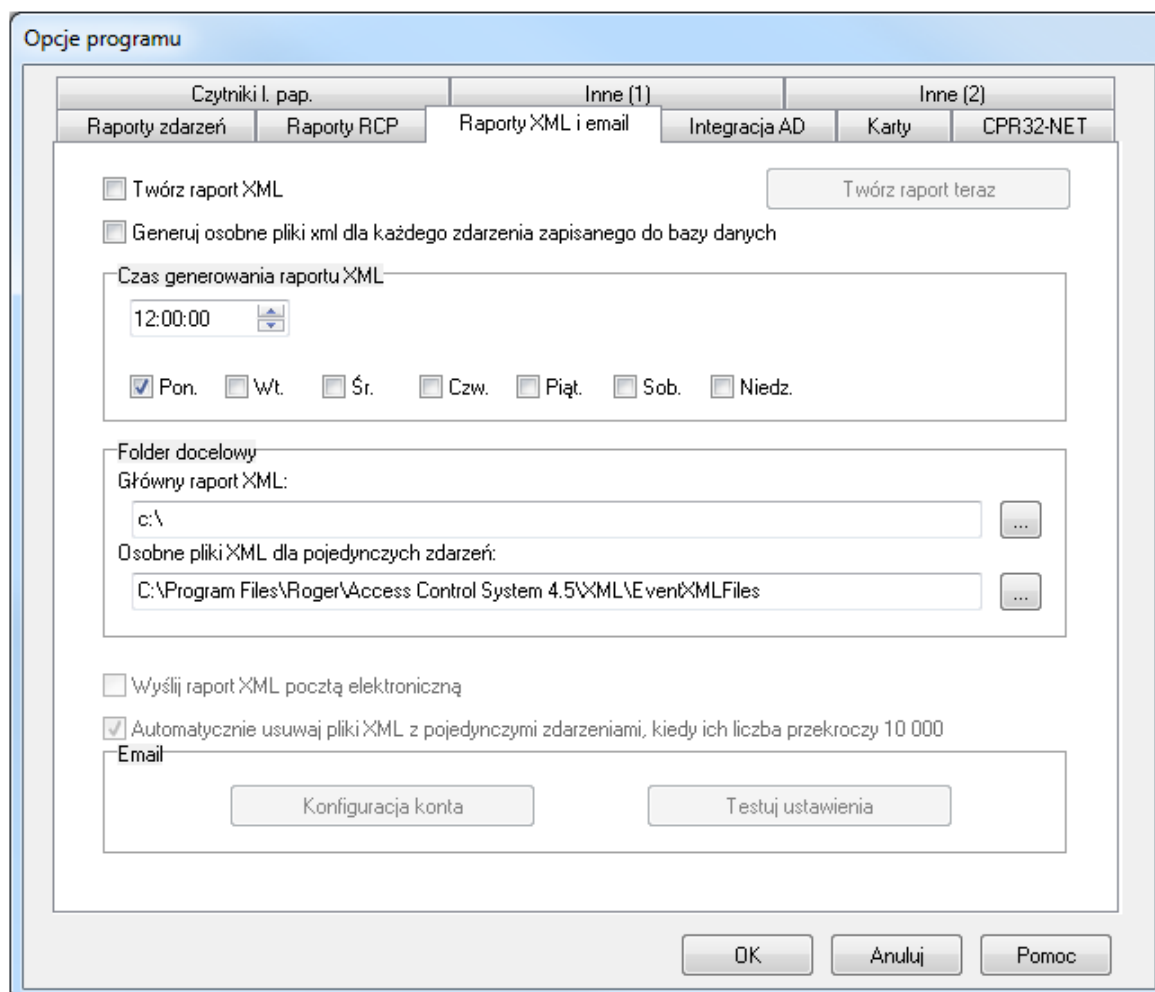 Opcje programu
Czytniki l. pap. Inne (1) Inne (2)
Raporty zdarzeń Raporty RCP Raporty XML i email Integracja AD Karty CPR32-NET
Twórz raport XML Twórz raport teraz
Generuj osobne pliki xml dla każdego zdarzenia zapisanego do bazy danych
Czas generowania raportu XML
12:00:00
Pon. Wt. Śr. Czw. Piąt. Sob. Niedz.
Folder docelowy
Główny raport XML:
c:\
...
Osobne pliki XML dla pojedynczych zdarzeń:
C:\Program Files\Roger\Access Control System 4.5\XML\EventXMLFiles
...
Wyślij raport XML pocztą elektroniczną
Automatycznie usuwaj pliki XML z pojedynczymi zdarzeniami, kiedy ich liczba przekroczy 10 000
Email
Konfiguracja konta Testuj ustawienia
OK Anuluj Pomoc